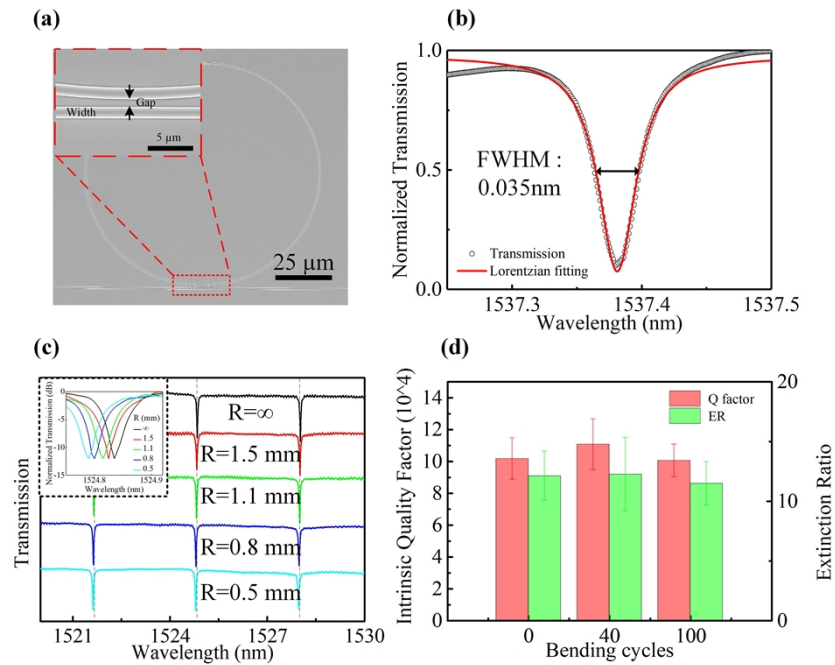 (a)
Gap
Width
5 µm
25 µm
(b)
Normalized Transmission
1.0
0.5
0.0
FWHM :
0.035nm
Transmission
Lorentzian fitting
1537.3
1537.4
1537.5
Wavelength (nm)
(c)
Normalized Transmission (dB)
0
-5
-10
-15
R (mm)
∞
1.5
1.1
0.8
0.5
1524.8
1524.9
Wavelength (nm)
R=∞
R=1.5 mm
R=1.1 mm
R=0.8 mm
R=0.5 mm
Transmission
1521
1524
1527
1530
Wavelength (nm)
(d)
Intrinsic Quality Factor (10^4)
14
12
10
8
6
4
2
0
Q factor
ER
20
10
0
Extinction Ratio
0
40
100
Bending cycles